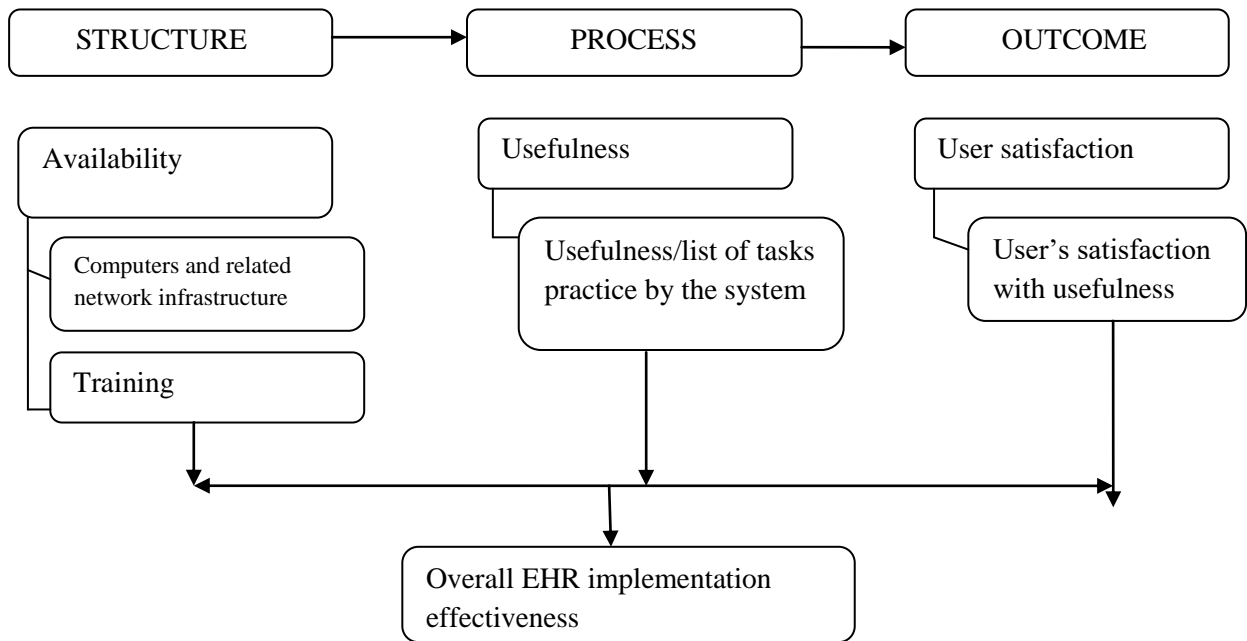 STRUCTURE
PROCESS
OUTCOME
Availability
Computers and related
network infrastructure
Training
Usefulness
Usefulness/list of tasks
practice by the system
User satisfaction
User’s satisfaction
with usefulness
Overall EHR implementation
effectiveness